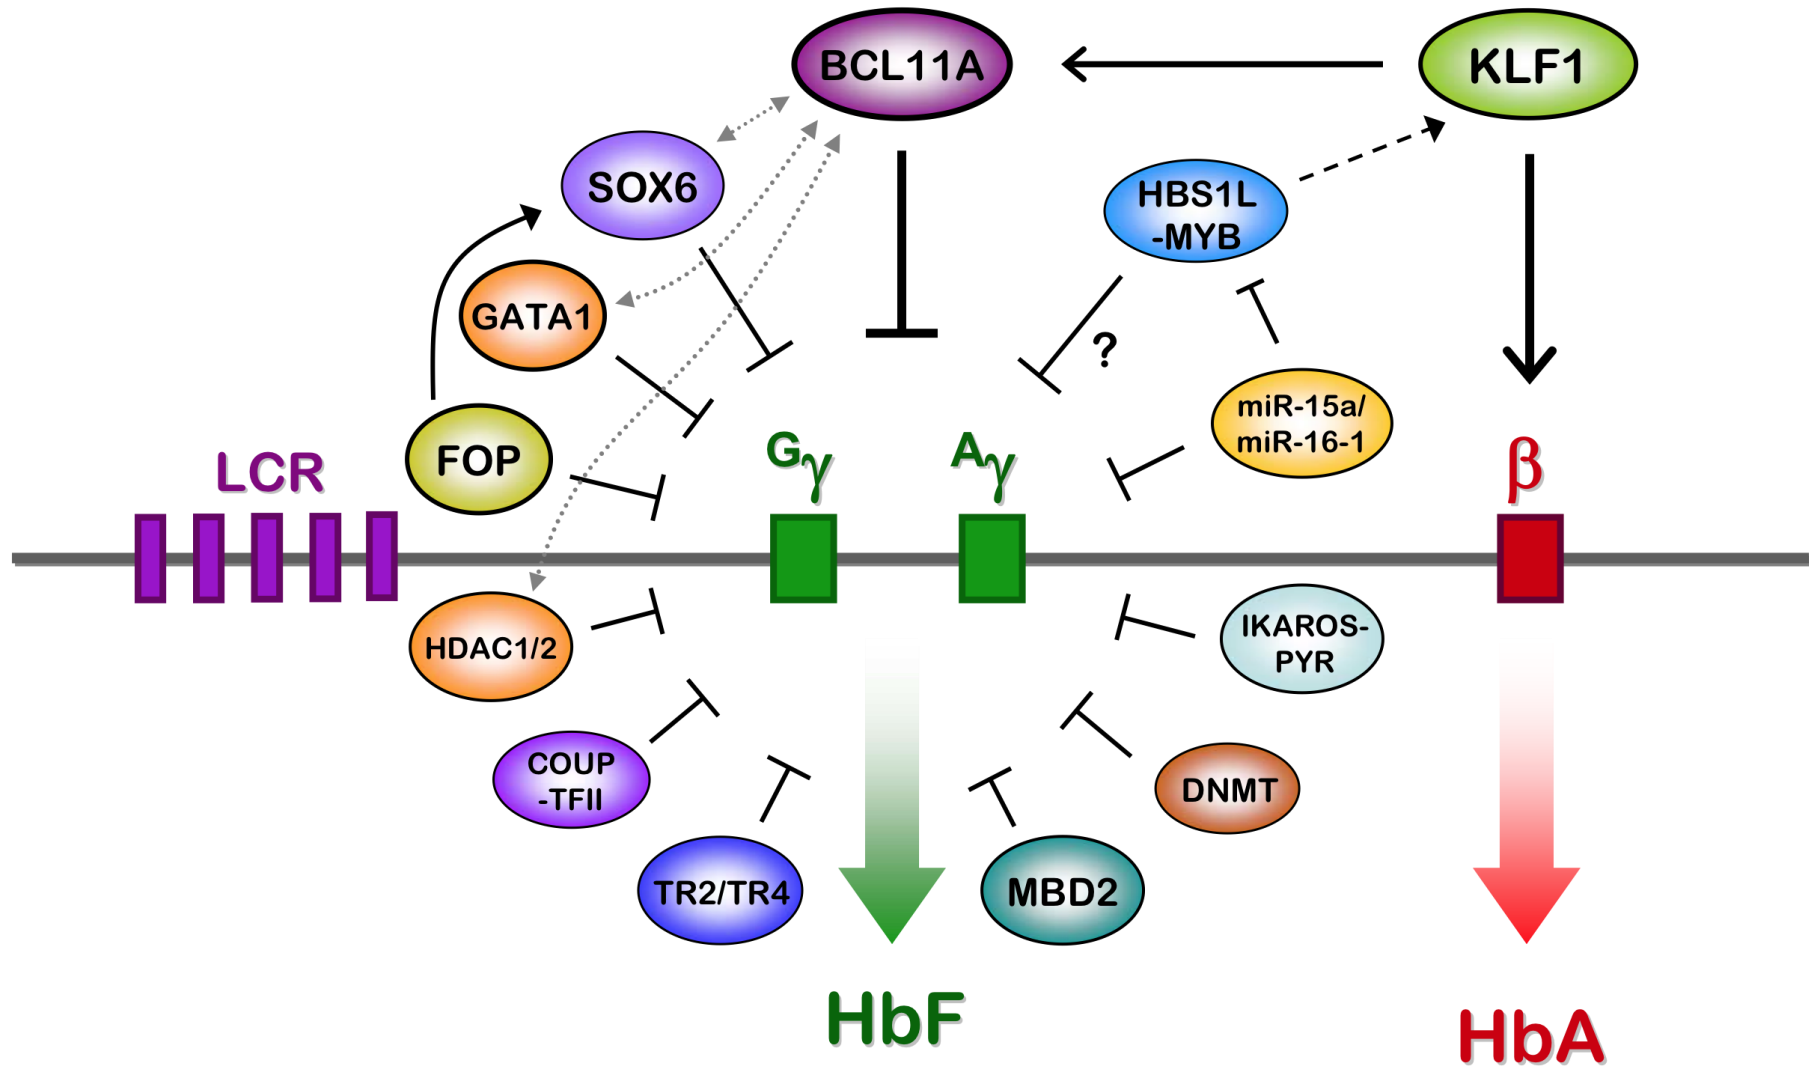 BCL11A
KLF1
SOX6
HBS1L
-MYB
GATA1
?
miR-15a/
miR-16-1
FOP
LCR
Gγ
Aγ
β
HDAC1/2
IKAROS-
PYR
COUP
-TFII
DNMT
TR2/TR4
MBD2
HbF
HbA